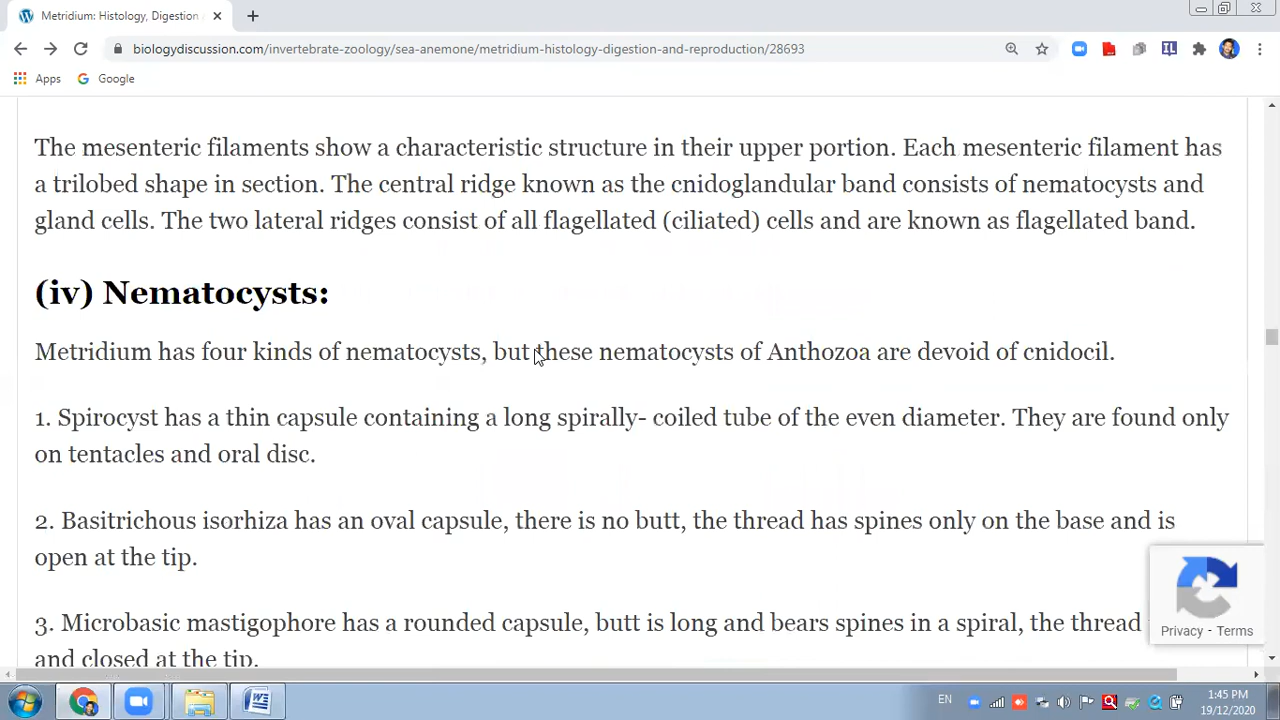 Metridium: Histology, Digestion
biologydiscussion.com/invertebrate-zoology/sea-anemone/metridium-histology-digestion-and-reproduction/28693
Apps
Google
The mesenteric filaments show a characteristic structure in their upper portion. Each mesenteric filament has
a trilobed shape in section. The central ridge known as the cnidoglandular band consists of nematocysts and
gland cells. The two lateral ridges consist of all flagellated (ciliated) cells and are known as flagellated band.
(iv) Nematocysts:
Metridium has four kinds of nematocysts, but these nematocysts of Anthozoa are devoid of cnidocil.
1. Spirocyst has a thin capsule containing a long spirally- coiled tube of the even diameter. They are found only
on tentacles and oral disc.
2. Basitrichous isorhiza has an oval capsule, there is no butt, the thread has spines only on the base and is
open at the tip.
3. Microbasic mastigophore has a rounded capsule, butt is long and bears spines in a spiral, the thread
and closed at the tip.
Privacy - Terms
EN
1:45 PM
19/12/2020